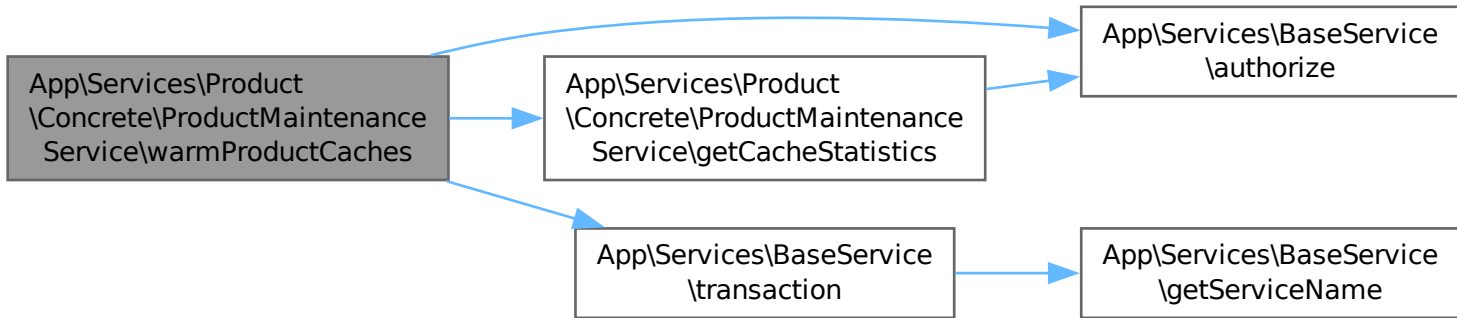 App\Services\Product
\Concrete\ProductMaintenance
Service\warmProductCaches
App\Services\Product
\Concrete\ProductMaintenance
Service\getCacheStatistics
App\Services\BaseService
\authorize
App\Services\BaseService
\transaction
App\Services\BaseService
\getServiceName